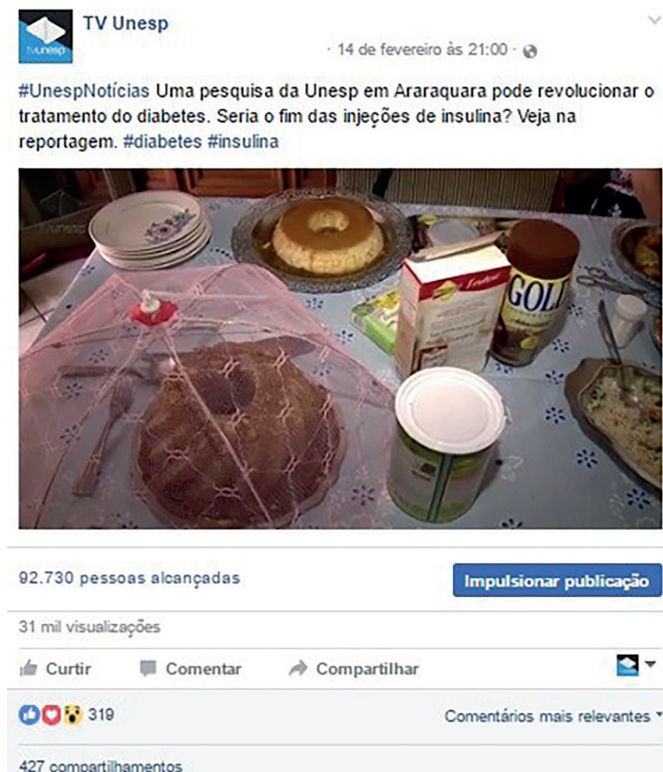 tvunesp
TV Unesp
· 14 de fevereiro às 21:00 ·
#UnespNotícias Uma pesquisa da Unesp em Araraquara pode revolucionar o
tratamento do diabetes. Seria o fim das injeções de insulina? Veja na
reportagem. #diabetes #insulina
tvunesp
GOLD
92.730 pessoas alcançadas
Impulsionar publicação
31 mil visualizações
Curtir
Comentar
Compartilhar
319
Comentários mais relevantes
427 compartilhamentos